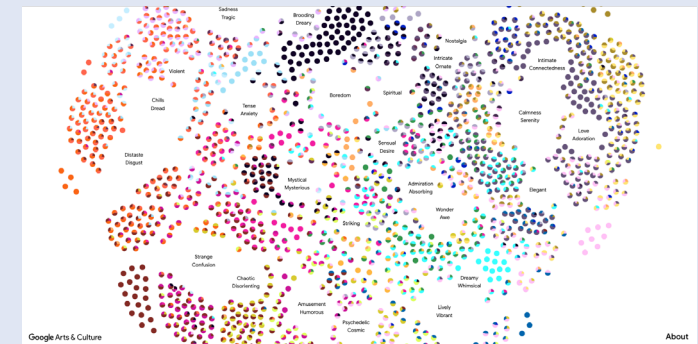 Sadness
Tragic
Brooding
Dreary
Nostalgia
Violent
Intricate
Ornate
Intimate
Connectedness
Chills
Dread
Boredom
Spiritual
Tense
Anxiety
Calmness
Serenity
Love
Adoration
Sensual
Desire
Distaste
Disgust
Mystical
Mysterious
Admiration
Absorbing
Elegant
Wonder
Awe
Striking
Strange
Confusion
Chaotic
Disorienting
Dreamy
Whimsical
Amusement
Humorous
Lively
Vibrant
Psychedelic
Cosmic
Google Arts & Culture
About